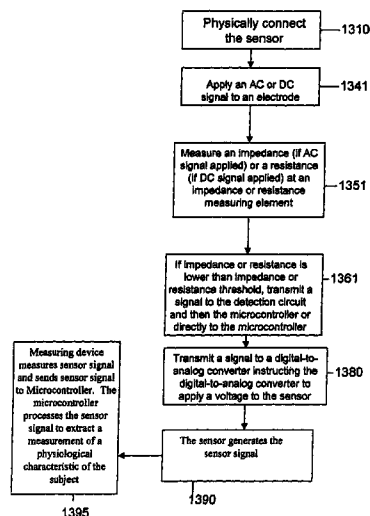 Physically connect
the sensor
1310
Apply an AC or DC
signal to an electrode
1341
Measure an impedance (if AC
signal applied) or a resistance
(if DC signal applied) at an
impedance or resistance
measuring element
1351
If impedance or resistance is
lower than impedance or
resistance threshold, transmit a
signal to the detection circuit
and then the microcontroller or
directly to the microcontroller
1361
Transmit a signal to a digital-to-
analog converter instructing the
digital-to-analog converter to
apply a voltage to the sensor
1380
The sensor generates the
sensor signal
1390
Measuring device
measures sensor signal
and sends sensor signal
to Microcontroller. The
microcontroller
processes the sensor
signal to extract a
measurement of a
physiological
characteristic of the
subject
1395